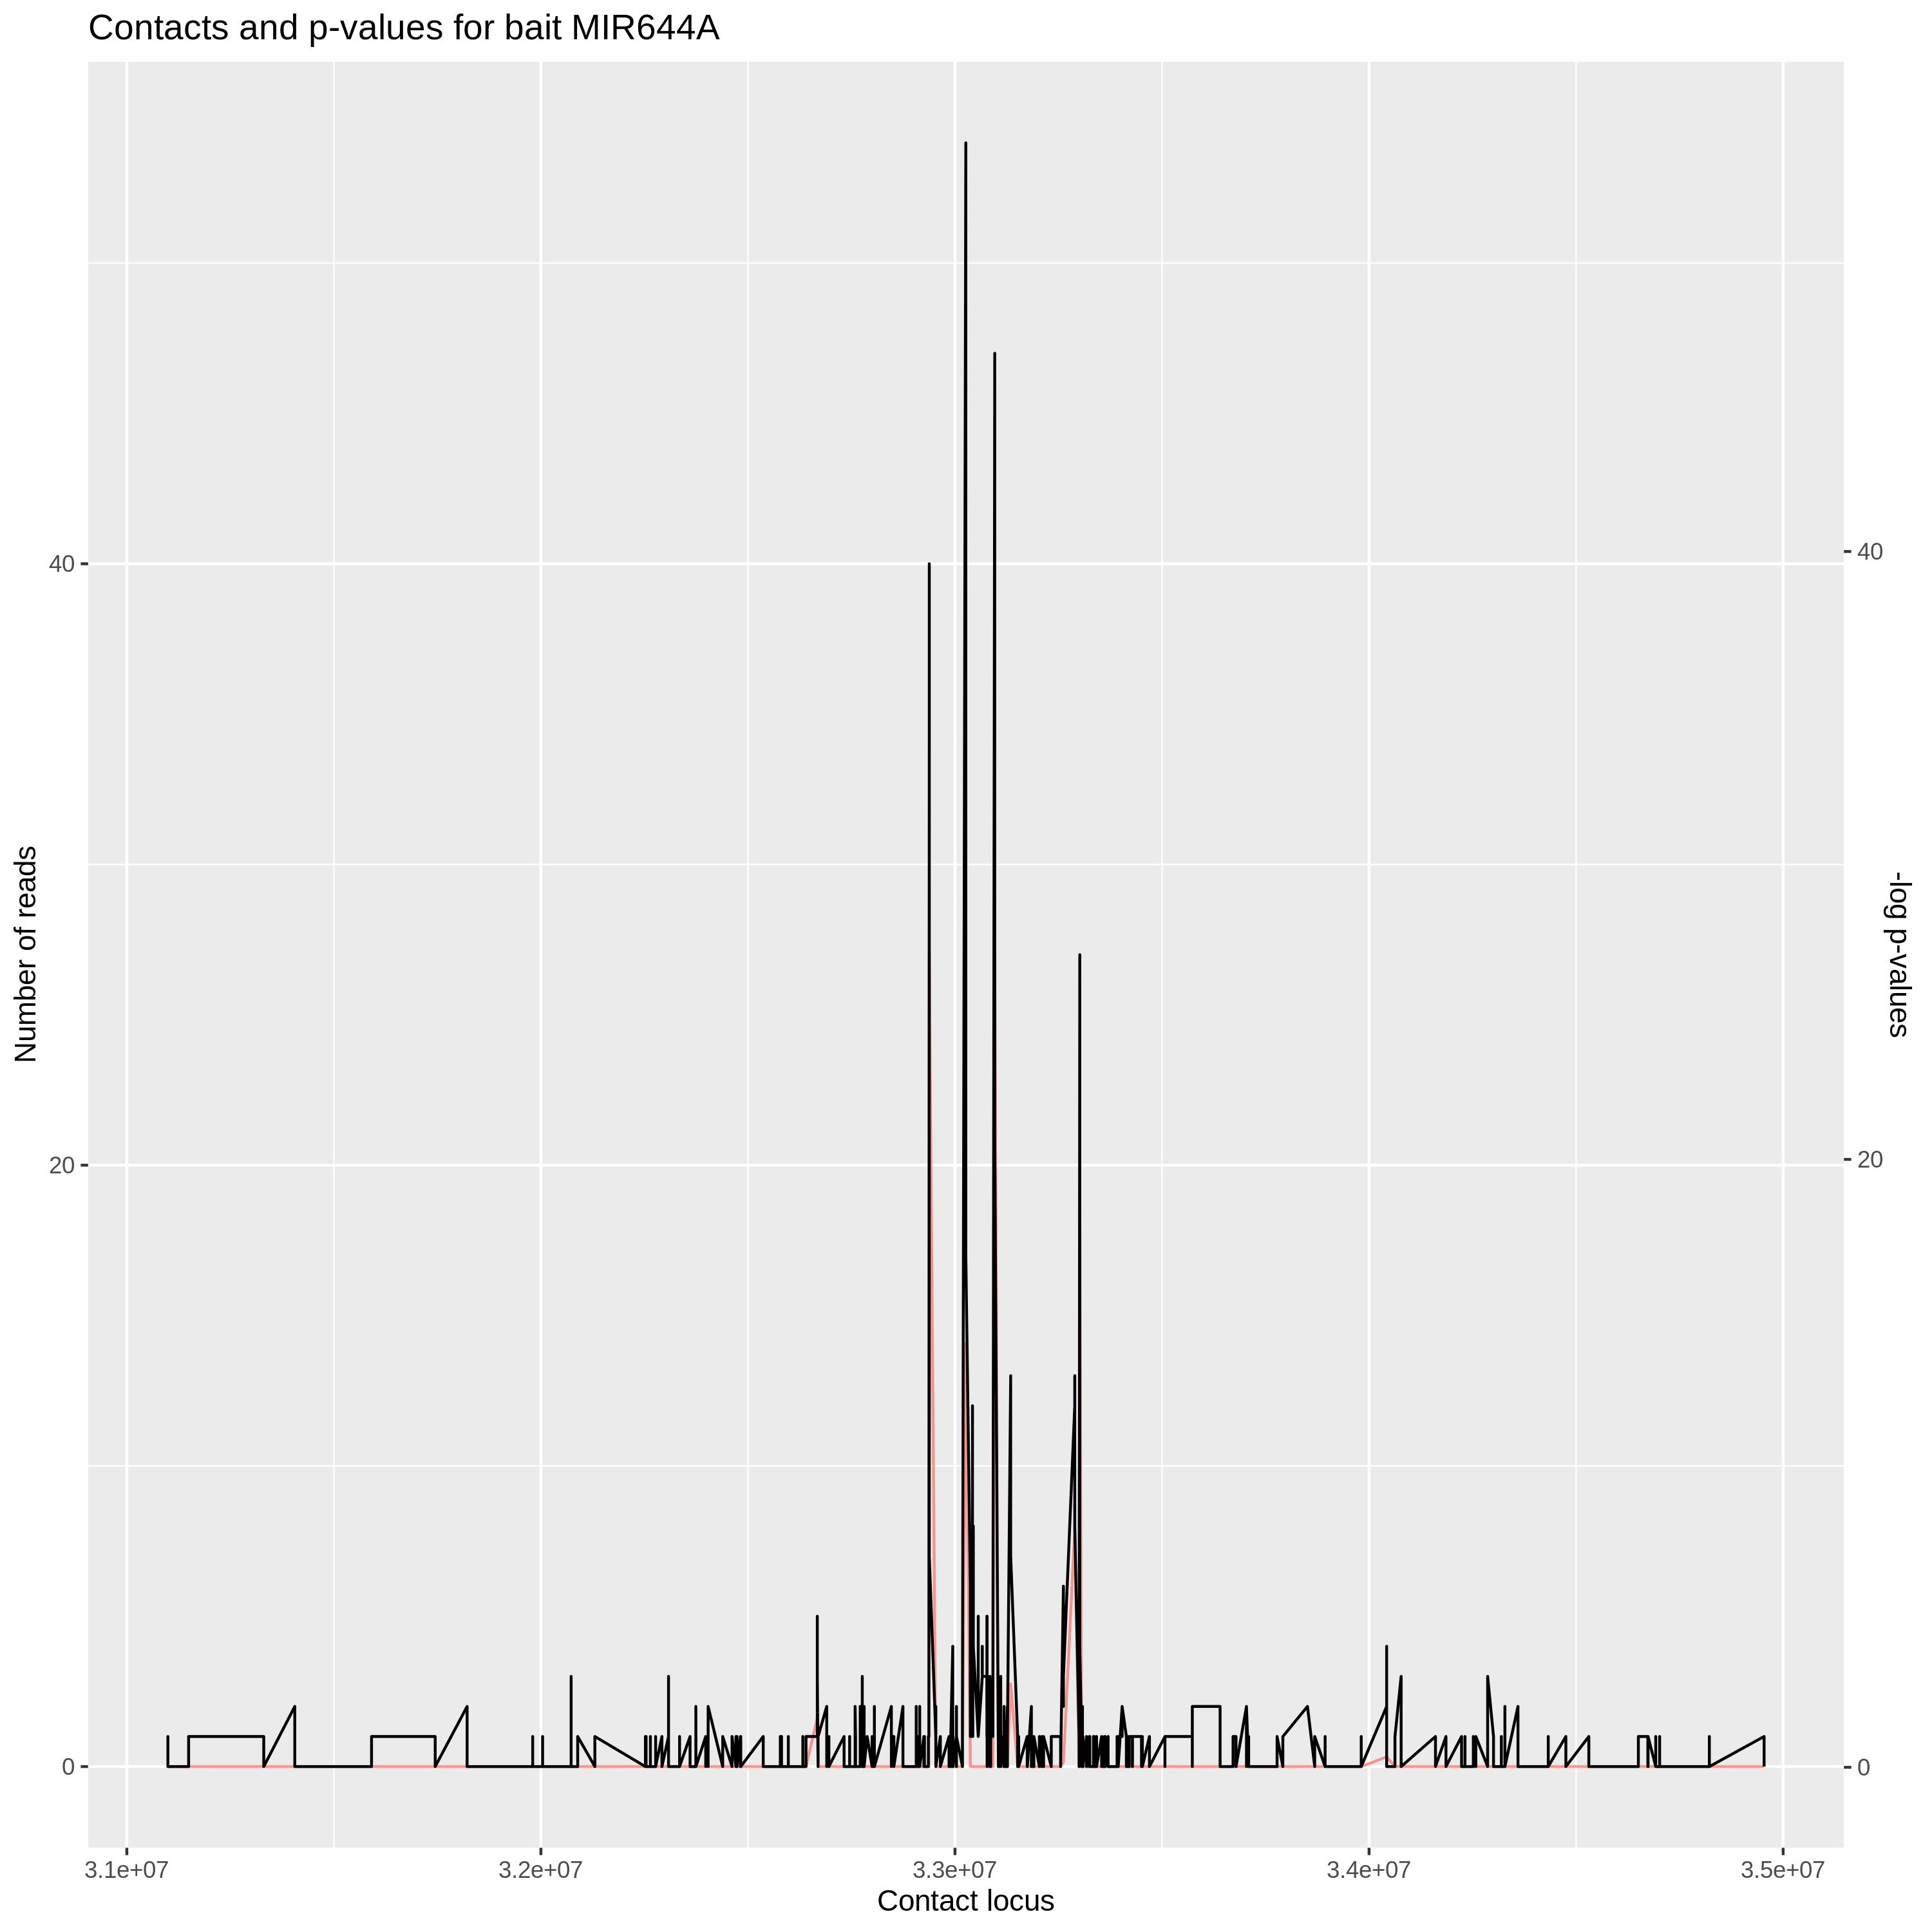 Contacts and p-values for bait MIR644A
Number of reads
40
20
0
40
20
0
-log p-values
3.1e+07 3.2e+07 3.3e+07 3.4e+07 3.5e+07
Contact locus